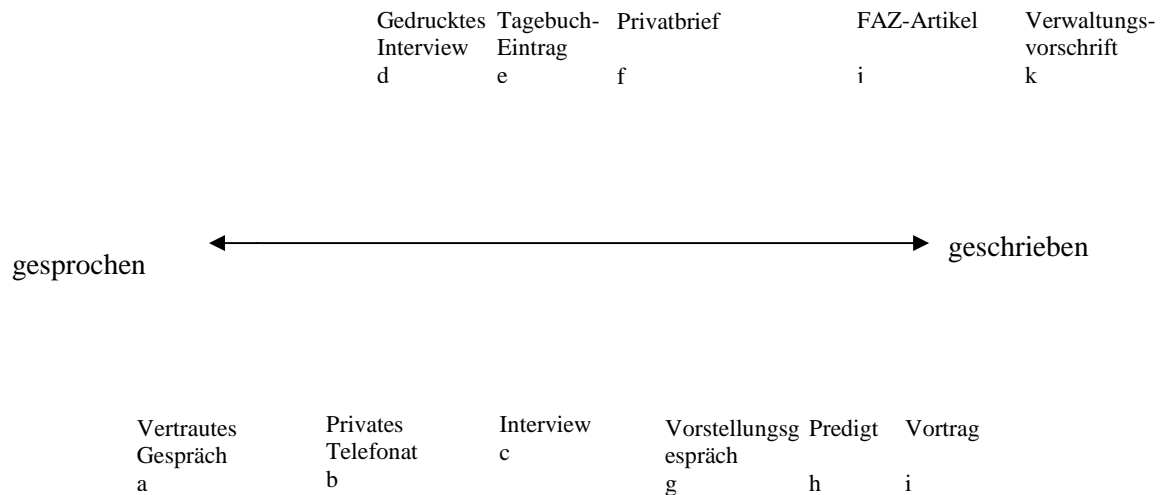 Gedrucktes
Interview
d
Tagebuch-
Eintrag
e
Privatbrief
f
FAZ-Artikel
i
Verwaltungs-
vorschrift
k
gesprochen
geschrieben
Vertrautes
Gespräch
a
Privates
Telefonat
b
Interview
c
Vorstellungsg
espräch
g
Predigt
h
Vortrag
i